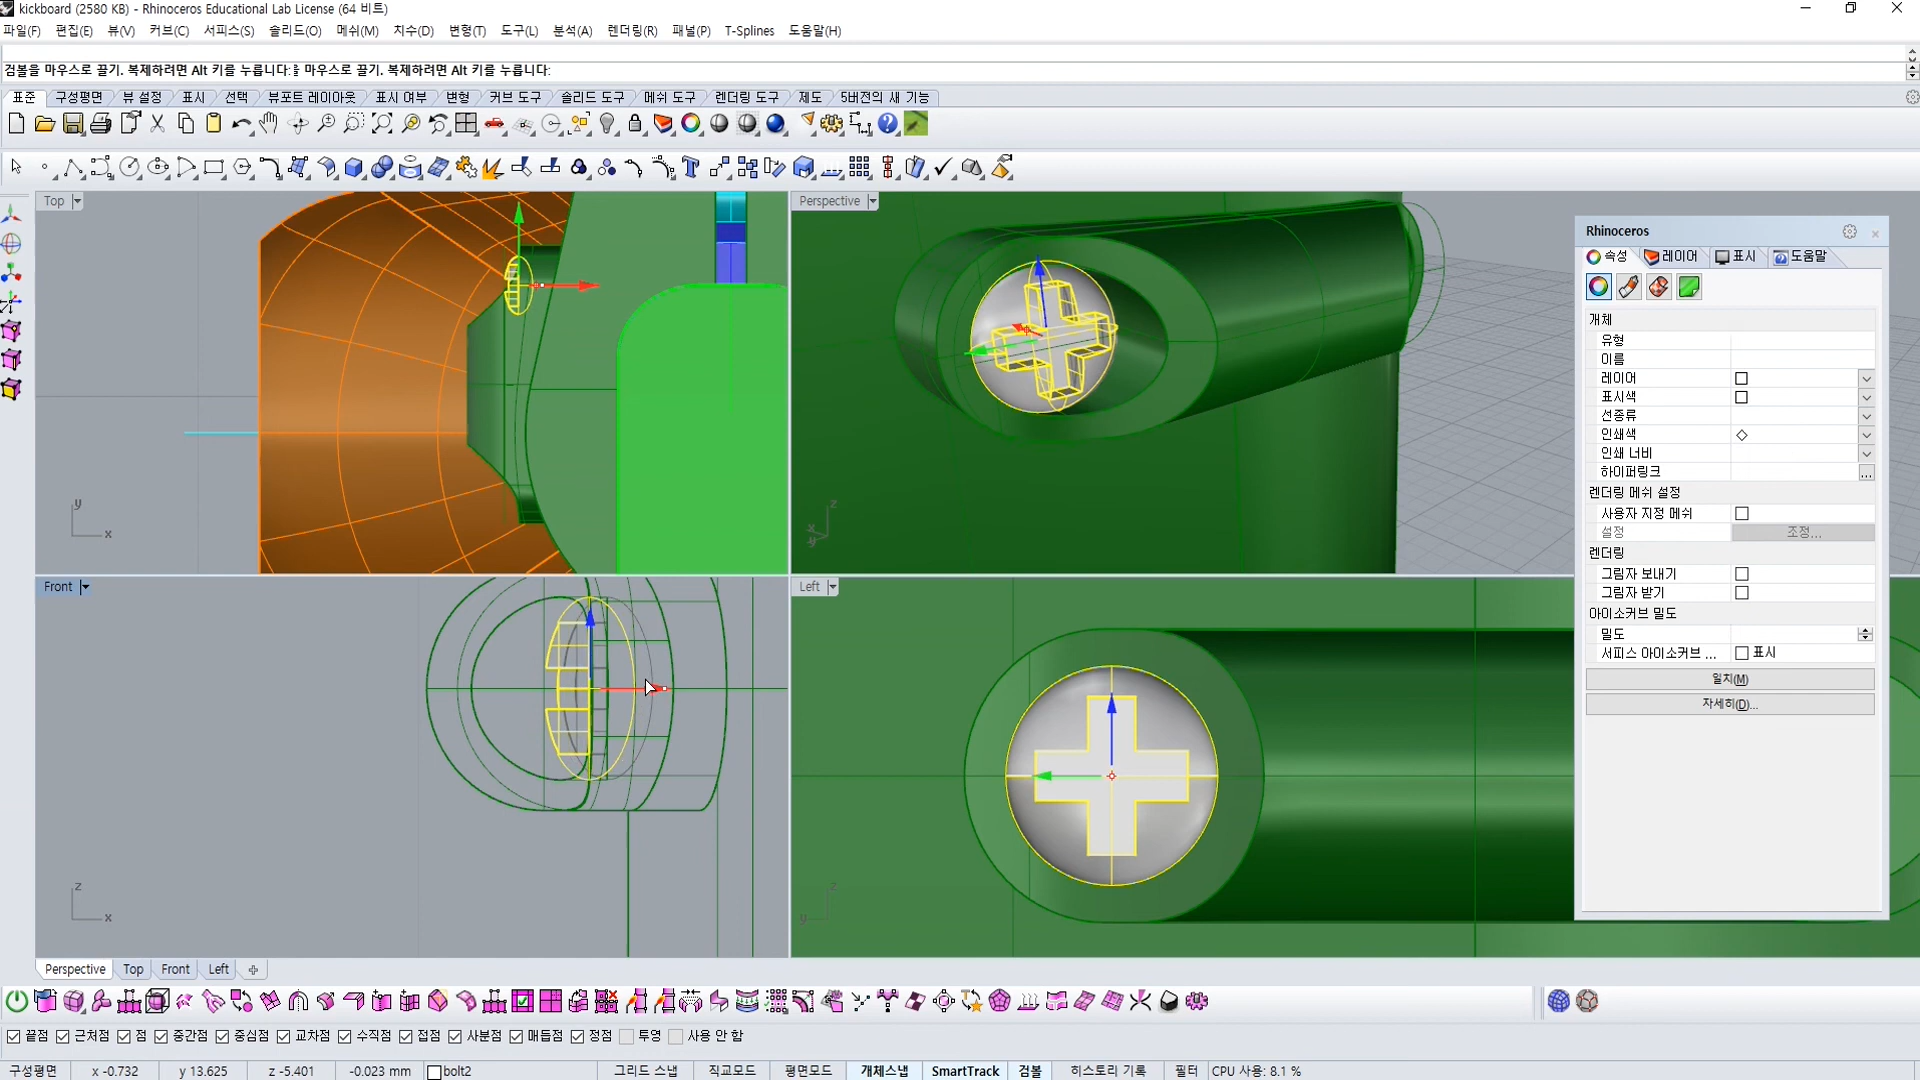 kickboard (2580 KB) - Rhinoceros Educational Lab License (64 비트)
파일(F) 편집(E) 뷰(V) 커브(C) 서피스(S) 솔리드(O) 메쉬(M) 치수(D) 변형(T) 도구(L) 분석(A) 렌더링(R) 패널(P) T-Splines 도움말(H)
검볼을 마우스로 끌기. 복제하려면 Alt 키를 누릅니다: 마우스로 끌기. 복제하려면 Alt 키를 누릅니다:
표준 구성평면 뷰 설정 표시 선택 뷰포트 레이아웃 표시 여부 변형 커브 도구 솔리드 도구 메쉬 도구 렌더링 도구 제도 5버전의 새 기능
Top
y
x
Perspective
z
x
y
Front
z
x
Left
z
y
Rhinoceros
속성 레이어 표시 도움말
개체
유형
이름
레이어
표시색
선종류
인쇄색
인쇄 너비
하이퍼링크 ...
렌더링 메쉬 설정
사용자 지정 메쉬
설정 조정...
렌더링
그림자 보내기
그림자 받기
아이소커브 밀도
밀도
서피스 아이소커브 ... 표시
일치(M)
자세히(D)...
Perspective Top Front Left
끝점 근처점 점 중간점 중심점 교차점 수직점 접점 사분점 매듭점 정점 투영 사용 안 함
구성평면 x -0.732 y 13.625 z -5.401 -0.023 mm bolt2 그리드 스냅 직교모드 평면모드 개체스냅 SmartTrack 검볼 히스토리 기록 필터 CPU 사용: 8.1 %